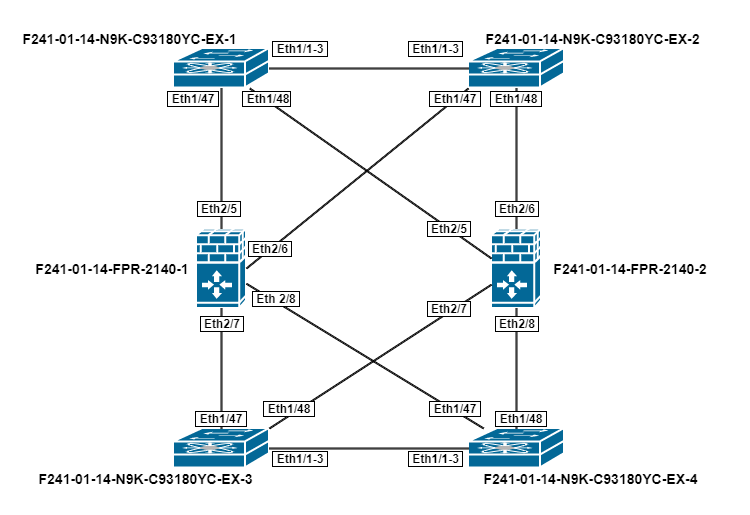 F241-01-14-N9K-C93180YC-EX-1
F241-01-14-N9K-C93180YC-EX-2
Eth1/1-3
Eth1/1-3
Eth1/47
Eth1/48
Eth1/47
Eth1/48
Eth2/5
Eth2/6
Eth2/5
Eth2/6
F241-01-14-FPR-2140-1
F241-01-14-FPR-2140-2
Eth 2/8
Eth2/7
Eth2/7
Eth2/8
Eth1/48
Eth1/47
Eth1/47
Eth1/48
Eth1/1-3
Eth1/1-3
F241-01-14-N9K-C93180YC-EX-3
F241-01-14-N9K-C93180YC-EX-4